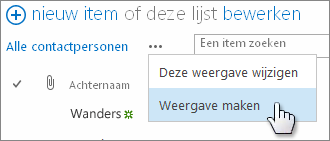 nieuw item of deze lijst bewerken
Alle contactpersonen ... Een item zoeken
Deze weergave wijzigen
Achternaam
Weergave maken
Wanders